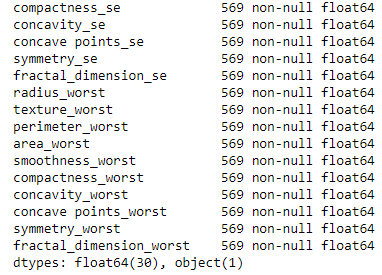 compactness_se 569 non-null float64
concavity_se 569 non-null float64
concave points_se 569 non-null float64
symmetry_se 569 non-null float64
fractal_dimension_se 569 non-null float64
radius_worst 569 non-null float64
texture_worst 569 non-null float64
perimeter_worst 569 non-null float64
area_worst 569 non-null float64
smoothness_worst 569 non-null float64
compactness_worst 569 non-null float64
concavity_worst 569 non-null float64
concave points_worst 569 non-null float64
symmetry_worst 569 non-null float64
fractal_dimension_worst 569 non-null float64
dtypes: float64(30), object(1)